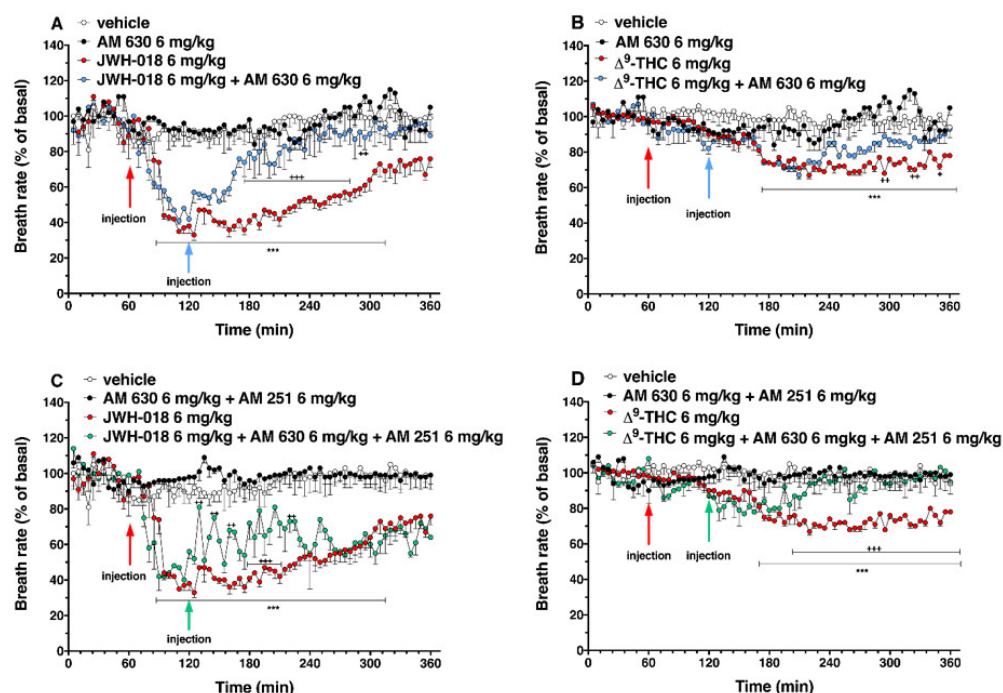 A
vehicle
AM 630 6 mg/kg
JWH-018 6 mg/kg
JWH-018 6 mg/kg + AM 630 6 mg/kg
Breath rate (% of basal)
140
120
100
80
60
40
20
0
++
+++
***
injection
injection
0 60 120 180 240 300 360
Time (min)
B
vehicle
AM 630 6 mg/kg
Δ9-THC 6 mg/kg
Δ9-THC 6 mg/kg + AM 630 6 mg/kg
Breath rate (% of basal)
140
120
100
80
60
40
20
0
++ ++ +
***
injection
injection
0 60 120 180 240 300 360
Time (min)
C
vehicle
AM 630 6 mg/kg + AM 251 6 mg/kg
JWH-018 6 mg/kg
JWH-018 6 mg/kg + AM 630 6 mg/kg + AM 251 6 mg/kg
Breath rate (% of basal)
140
120
100
80
60
40
20
0
++ ++ ++ ++
+++
***
injection
injection
0 60 120 180 240 300 360
Time (min)
D
vehicle
AM 630 6 mg/kg + AM 251 6 mg/kg
Δ9-THC 6 mg/kg
Δ9-THC 6 mgkg + AM 630 6 mgkg + AM 251 6 mg/kg
Breath rate (% of basal)
140
120
100
80
60
40
20
0
+++
***
injection
injection
0 60 120 180 240 300 360
Time (min)